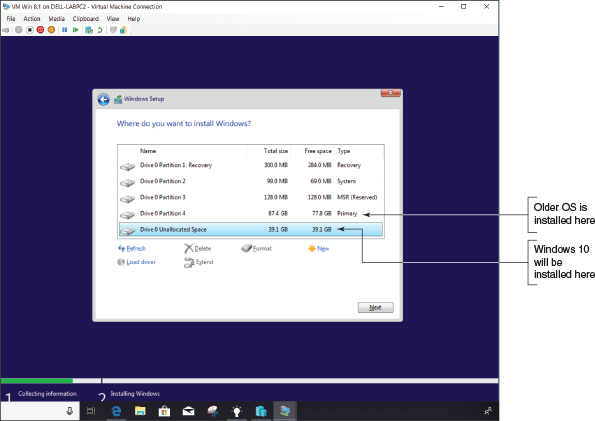 VM Win 8.1 on DELL-LABPC2 - Virtual Machine Connection
File Action Media Clipboard View Help
Windows Setup
Where do you want to install Windows?
Name Total size Free space Type
Drive 0 Partition 1: Recovery 300.0 MB 284.0 MB Recovery
Drive 0 Partition 2 99.0 MB 69.0 MB System
Drive 0 Partition 3 128.0 MB 128.0 MB MSR (Reserved)
Drive 0 Partition 4 87.4 GB 77.8 GB Primary
Drive 0 Unallocated Space 39.1 GB 39.1 GB
Refresh Delete Format New
Load driver Extend
Next
Older OS is
installed here
Windows 10
will be
installed here
1 Collecting information 2 Installing Windows